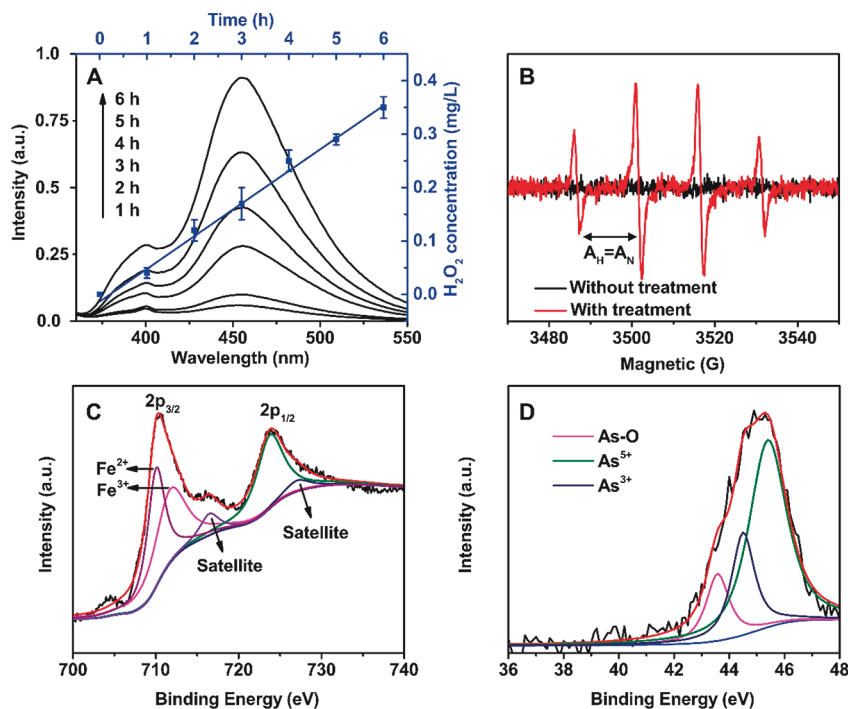 Time (h)
0 1 2 3 4 5 6
A
6 h
5 h
4 h
3 h
2 h
1 h
1.0
0.75
0.5
0.25
0.0
Intensity (a.u.)
0.4
0.3
0.2
0.1
0.0
H₂O₂ concentration (mg/L)
400 450 500 550
Wavelength (nm)
B
Intensity (a.u.)
A_H=A_N
Without treatment
With treatment
3480 3500 3520 3540
Magnetic (G)
C
2p₃/₂
2p₁/₂
Fe²⁺
Fe³⁺
Satellite
Satellite
Intensity (a.u.)
700 710 720 730 740
Binding Energy (eV)
D
As-O
As⁵⁺
As³⁺
Intensity (a.u.)
36 38 40 42 44 46 48
Binding Energy (eV)